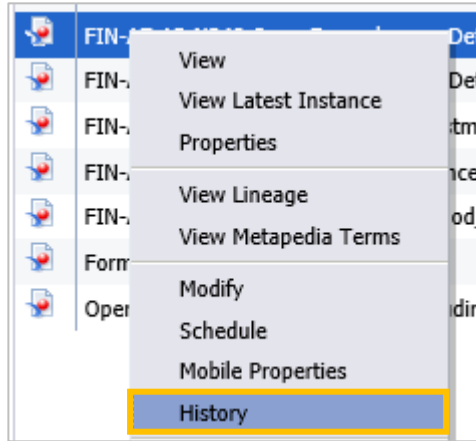 FIN-
View
FIN-
View Latest Instance
FIN-
Properties
FIN-
View Lineage
FIN-
View Metapedia Terms
Form
Modify
Oper
Schedule
Mobile Properties
History